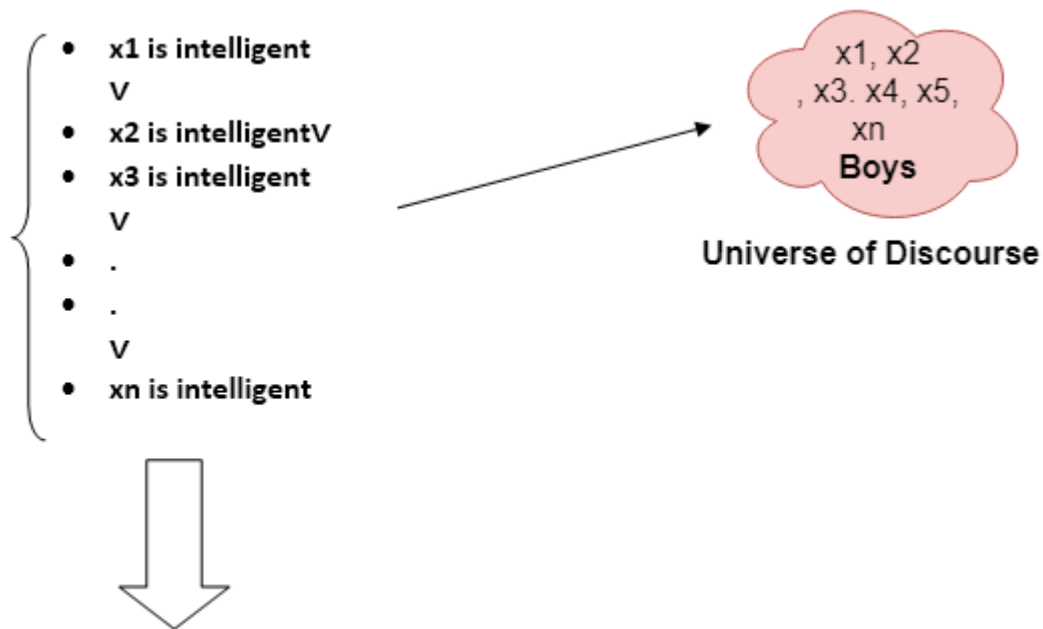 • x1 is intelligent
V
• x2 is intelligentV
• x3 is intelligent
V
• .
• .
V
• xn is intelligent
x1, x2
, x3. x4, x5,
xn
Boys
Universe of Discourse